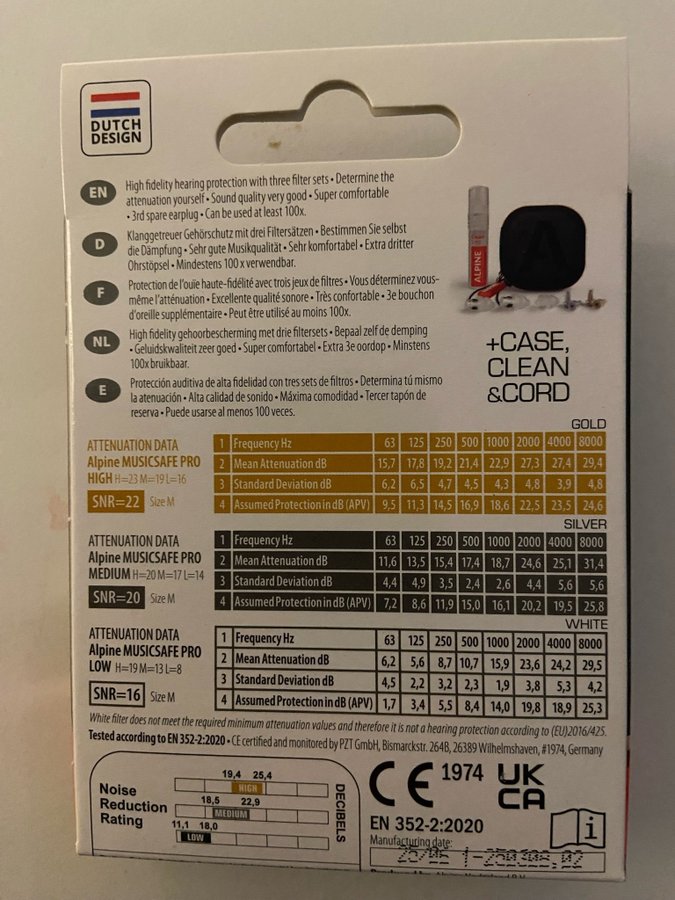 DUTCH
DESIGN
EN
High fidelity hearing protection with three filter sets • Determine the
attenuation yourself • Sound quality very good • Super comfortable
• 3rd spare earplug • Can be used at least 100x.
D
Klanggetreuer Gehörschutz mit drei Filtersätzen • Bestimmen Sie selbst
die Dämpfung • Sehr gute Musikqualität • Sehr komfortabel • Extra dritter
Ohrstöpsel • Mindestens 100 x verwendbar.
F
Protection de l'ouïe haute-fidélité avec trois jeux de filtres • Vous déterminez vous-
même l'atténuation • Excellente qualité sonore • Très confortable • 3e bouchon
d'oreille supplémentaire • Peut être utilisé au moins 100x.
NL
High fidelity gehoorbescherming met drie filtersets • Bepaal zelf de demping
• Geluidskwaliteit zeer goed • Super comfortabel • Extra 3e oordop • Minstens
100x bruikbaar.
E
Protección auditiva de alta fidelidad con tres sets de filtros • Determina tú mismo
la atenuación • Alta calidad de sonido • Máxima comodidad • Tercer tapón de
reserva • Puede usarse al menos 100 veces.
ALPINE
+CASE,
CLEAN
&CORD
GOLD
ATTENUATION DATA
Alpine MUSICSAFE PRO
HIGH H=23 M=19 L=16
SNR=22 Size M
1 Frequency Hz 63 125 250 500 1000 2000 4000 8000
2 Mean Attenuation dB 15,7 17,8 19,2 21,4 22,9 27,3 27,4 29,4
3 Standard Deviation dB 6,2 6,5 4,7 4,5 4,3 4,8 3,9 4,8
4 Assumed Protection in dB (APV) 9,5 11,3 14,5 16,9 18,6 22,5 23,5 24,6
SILVER
ATTENUATION DATA
Alpine MUSICSAFE PRO
MEDIUM H=20 M=17 L=14
SNR=20 Size M
1 Frequency Hz 63 125 250 500 1000 2000 4000 8000
2 Mean Attenuation dB 11,6 13,5 15,4 17,4 18,7 24,6 25,1 31,4
3 Standard Deviation dB 4,4 4,9 3,5 2,4 2,6 4,4 5,6 5,6
4 Assumed Protection in dB (APV) 7,2 8,6 11,9 15,0 16,1 20,2 19,5 25,8
WHITE
ATTENUATION DATA
Alpine MUSICSAFE PRO
LOW H=19 M=13 L=8
SNR=16 Size M
1 Frequency Hz 63 125 250 500 1000 2000 4000 8000
2 Mean Attenuation dB 6,2 5,6 8,7 10,7 15,9 23,6 24,2 29,5
3 Standard Deviation dB 4,5 2,2 3,2 2,3 1,9 3,8 5,3 4,2
4 Assumed Protection in dB (APV) 1,7 3,4 5,5 8,4 14,0 19,8 18,9 25,3
White filter does not meet the required minimum attenuation values and therefore it is not a hearing protection according to (EU)2016/425.
Tested according to EN 352-2:2020 • CE certified and monitored by PZT GmbH, Bismarckstr. 264B, 26389 Wilhelmshaven, #1974, Germany
Noise
Reduction
Rating
19,4 25,4
HIGH
18,5 22,9
MEDIUM
11,1 18,0
LOW
DECIBELS
CE 1974
UK
CA
EN 352-2:2020
i
Manufacturing date: